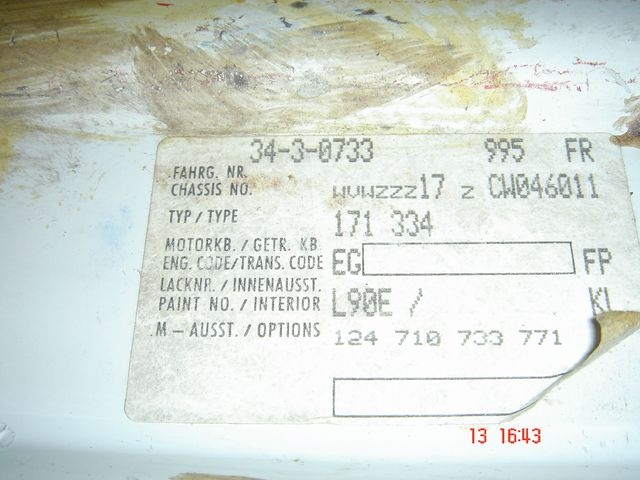 34-3-0733 995 FR
FAHRG. NR.
CHASSIS NO. WVWZZZ17 Z CW046011
TYP / TYPE 171 334
MOTORKB. / GETR. KB
ENG. CODE/TRANS. CODE EG FP
LACKNR. / INNENAUSST.
PAINT NO. / INTERIOR L90E / KL
M – AUSST. / OPTIONS 124 710 733 771
13 16:43